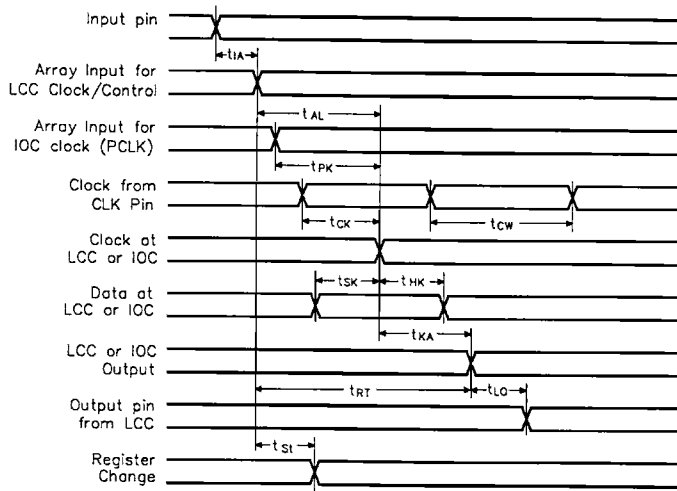 Input pin
tIA
Array Input for
LCC Clock/Control
tAL
Array Input for
IOC clock (PCLK)
tPK
Clock from
CLK Pin
tCK
tCW
Clock at
LCC or IOC
tSK
tHK
Data at
LCC or IOC
tKA
LCC or IOC
Output
tRT
tLO
Output pin
from LCC
tSt
Register
Change